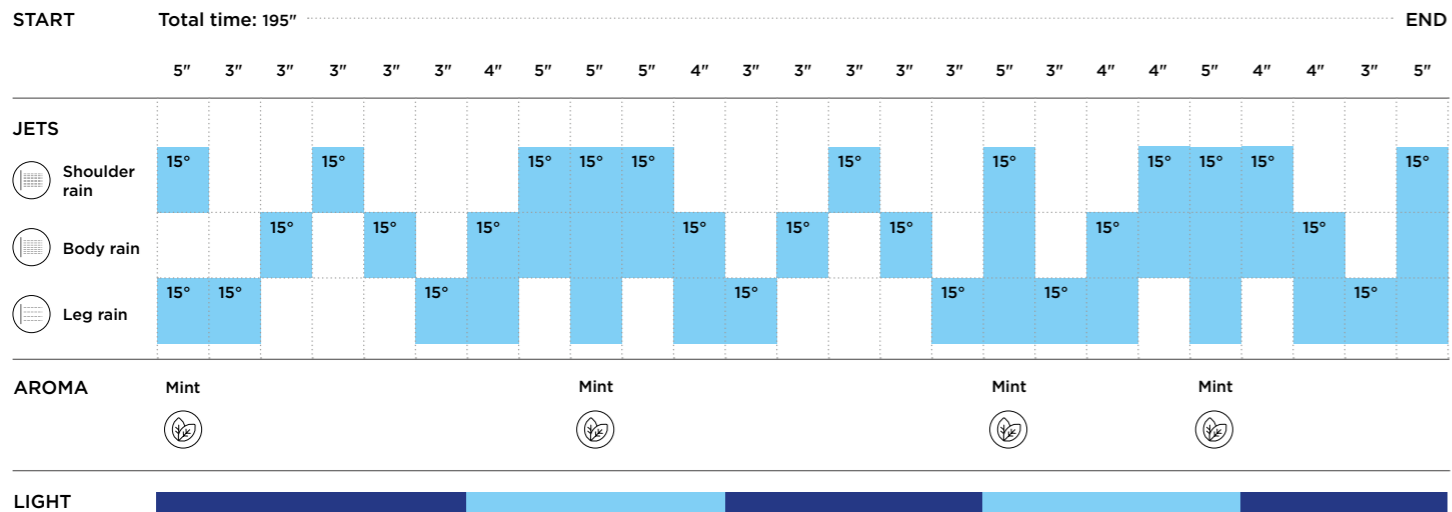 START Total time: 195" END
5" 3" 3" 3" 3" 3" 4" 5" 5" 4" 3" 3" 3" 3" 3" 5" 3" 4" 4" 5" 4" 4" 3" 5"
JETS
15° 15° 15° 15° 15° 15° 15° 15° 15° 15° 15°
Shoulder
rain
15° 15° 15° 15° 15° 15° 15° 15°
Body rain
15° 15° 15° 15° 15° 15° 15°
Leg rain
AROMA Mint Mint Mint Mint
LIGHT